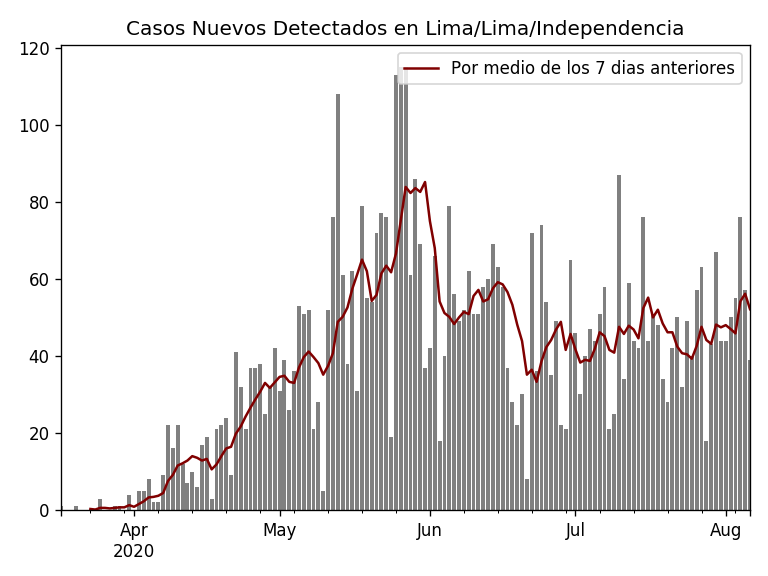 Casos Nuevos Detectados en Lima/Lima/Independencia
Por medio de los 7 dias anteriores
120
100
80
60
40
20
0
Apr May Jun Jul Aug
2020